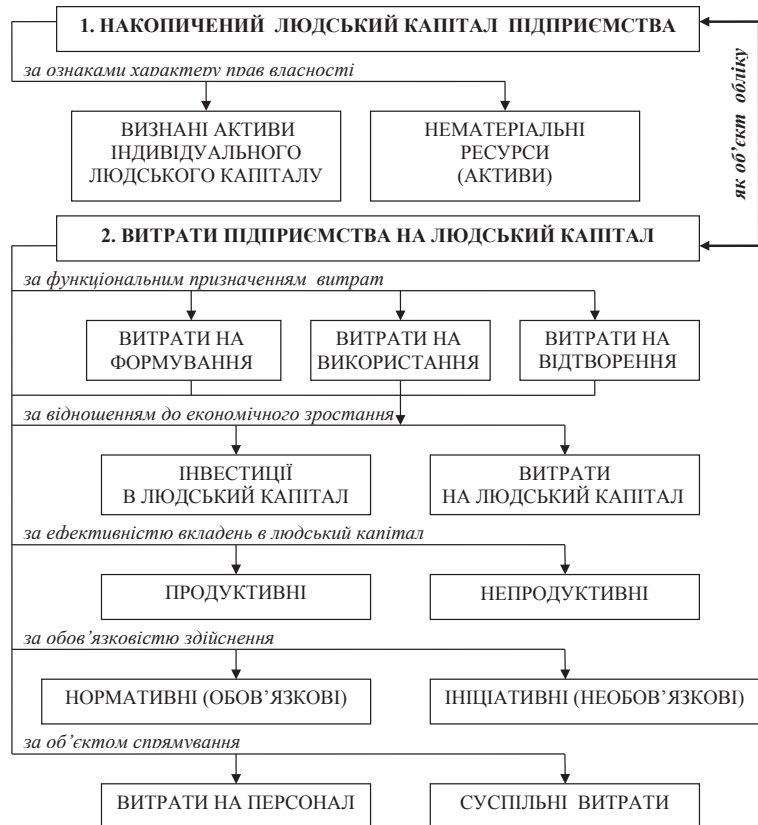 1. НАКОПИЧЕНИЙ ЛЮДСЬКИЙ КАПІТАЛ ПІДПРИЄМСТВА
за ознаками характеру прав власності
ВИЗНАНІ АКТИВИ
ІНДИВІДУАЛЬНОГО
ЛЮДСЬКОГО КАПІТАЛУ
НЕМАТЕРІАЛЬНІ
РЕСУРСИ
(АКТИВИ)
як об’єкт обліку
2. ВИТРАТИ ПІДПРИЄМСТВА НА ЛЮДСЬКИЙ КАПІТАЛ
за функціональним призначенням витрат
ВИТРАТИ НА
ФОРМУВАННЯ
ВИТРАТИ НА
ВИКОРИСТАННЯ
ВИТРАТИ НА
ВІДТВОРЕННЯ
за відношенням до економічного зростання
ІНВЕСТИЦІЇ
В ЛЮДСЬКИЙ КАПІТАЛ
ВИТРАТИ
НА ЛЮДСЬКИЙ КАПІТАЛ
за ефективністю вкладень в людський капітал
ПРОДУКТИВНІ
НЕПРОДУКТИВНІ
за обов’язковістю здійснення
НОРМАТИВНІ (ОБОВ’ЯЗКОВІ)
ІНІЦІАТИВНІ (НЕОБОВ’ЯЗКОВІ)
за об’єктом спрямування
ВИТРАТИ НА ПЕРСОНАЛ
СУСПІЛЬНІ ВИТРАТИ